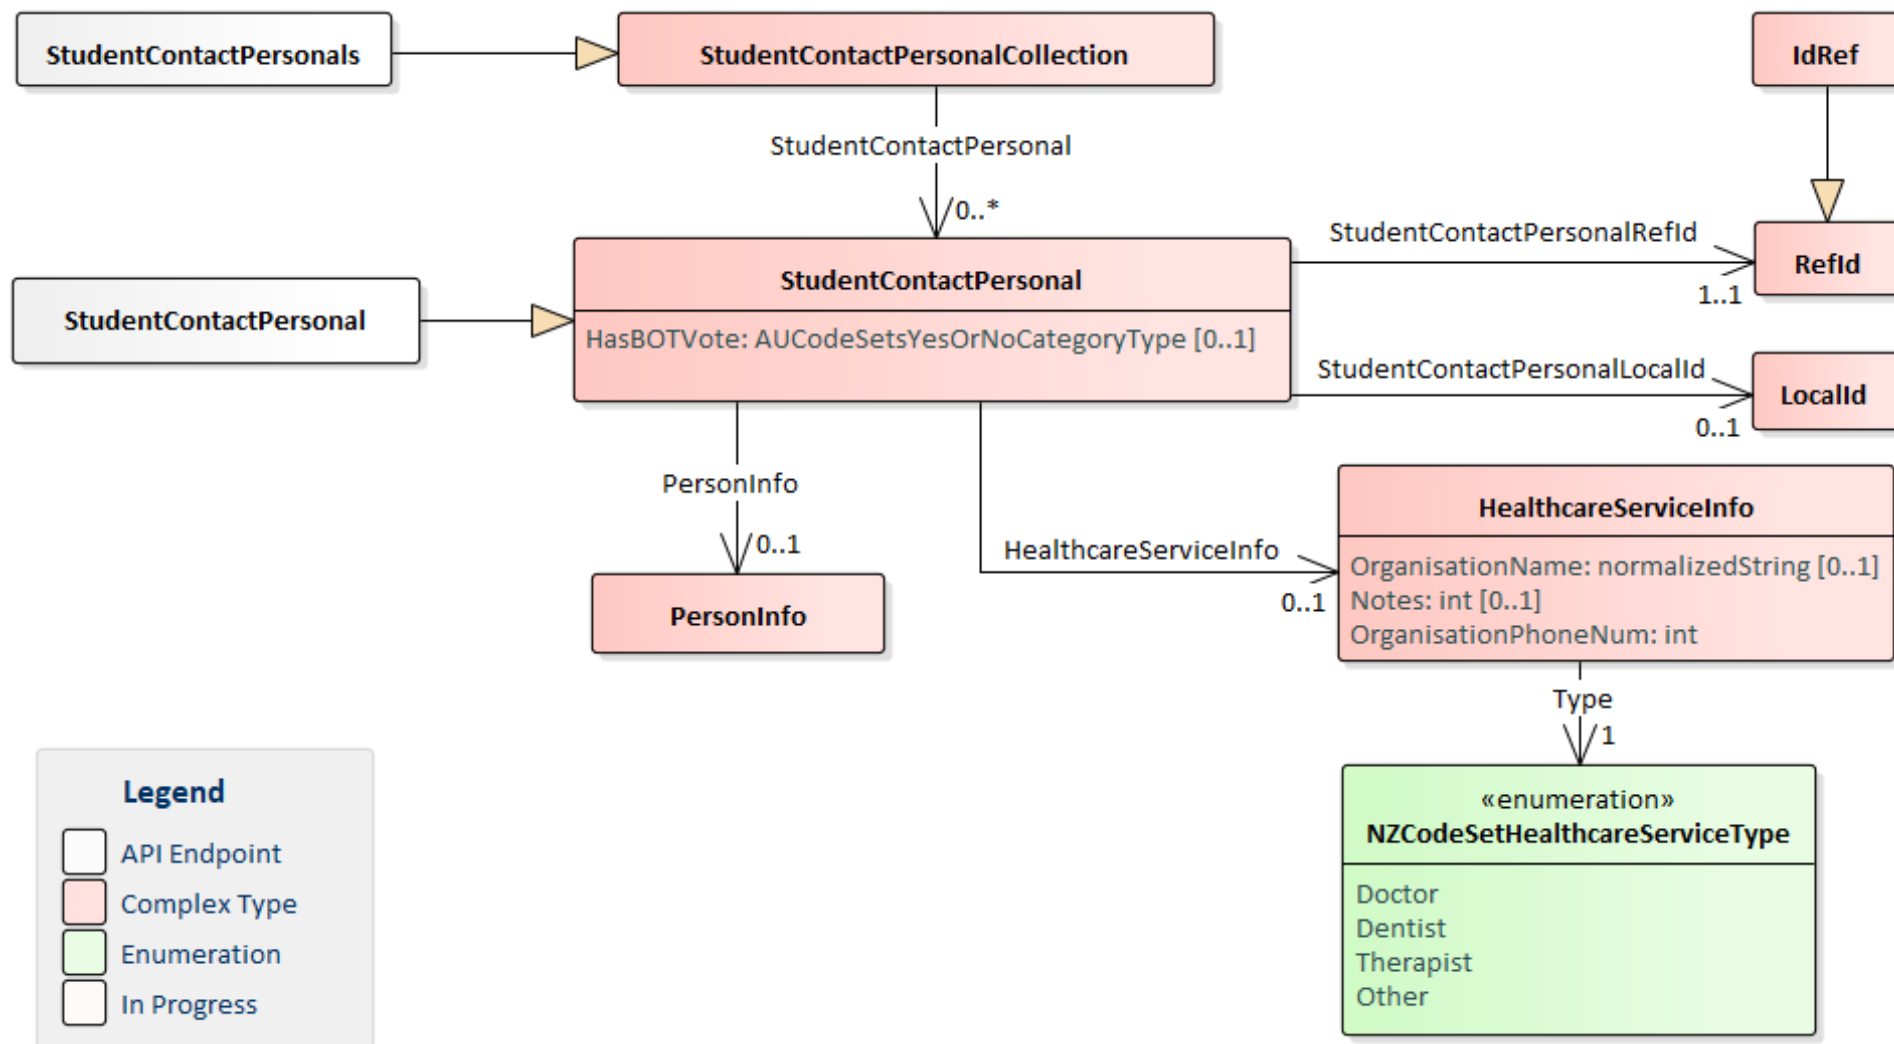 StudentContactPersonals
StudentContactPersonalCollection
IdRef
StudentContactPersonal
0..*
StudentContactPersonalRefId
1..1
RefId
StudentContactPersonal
StudentContactPersonal
HasBOTVote: AUCodeSetsYesOrNoCategoryType [0..1]
StudentContactPersonalLocalId
0..1
LocalId
PersonInfo
0..1
PersonInfo
HealthcareServiceInfo
0..1
HealthcareServiceInfo
OrganisationName: normalizedString [0..1]
Notes: int [0..1]
OrganisationPhoneNum: int
Type
1
«enumeration»
NZCodeSetHealthcareServiceType
Doctor
Dentist
Therapist
Other
Legend
API Endpoint
Complex Type
Enumeration
In Progress